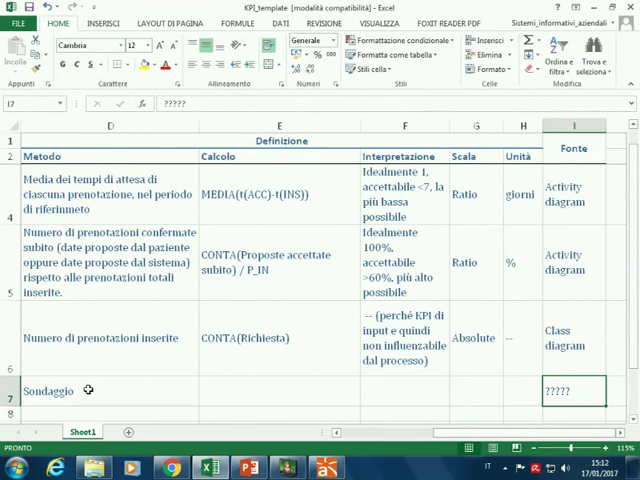 KPI_template [modalità compatibilità] - Excel
FILE HOME INSERISCI LAYOUT DI PAGINA FORMULE DATI REVISIONE VISUALIZZA FOXIT READER PDF Sistemi_informativi_aziendali
Incolla
Cambria 12
G C S
Generale
Formattazione condizionale
Formatta come tabella
Stili cella
Inserisci
Elimina
Formato
Ordina e filtra
Trova e seleziona
Appunti Carattere Allineamento Numeri Stili Celle Modifica
I7 ?????
D E F G H I
1 Definizione Fonte
2 Metodo Calcolo Interpretazione Scala Unità
4 Media dei tempi di attesa di ciascuna prenotazione, nel periodo di riferinmeto MEDIA(t(ACC)-t(INS)) Idealmente 1, accettabile <7, la più bassa possibile Ratio giorni Activity diagram
5 Numero di prenotazioni confermate subito (date proposte dal paziente oppure date proposte dal sistema) rispetto alle prenotazioni totali inserite. CONTA(Proposte accettate subito) / P_IN Idealmente 100%, accettabile >60%, più alto possibile Ratio % Activity diagram
6 Numero di prenotazioni inserite CONTA(Richiesta) -- (perché KPI di input e quindi non influenzabile dal processo) Absolute -- Class diagram
7 Sondaggio ?????
8
Sheet1
PRONTO 115%
IT 15:12
17/01/2017